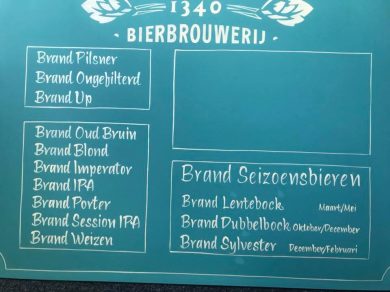 1340
- BIERBROUWERIJ -
Brand Pilsner
Brand Ongefilterd
Brand Up
Brand Oud Bruin
Brand Blond
Brand Imperator
Brand IPA
Brand Porter
Brand Session IPA
Brand Weizen
Brand Seizoensbieren
Brand Lentebock Maart/Mei
Brand Dubbelbock Oktober/December
Brand Sylvester December/Februari